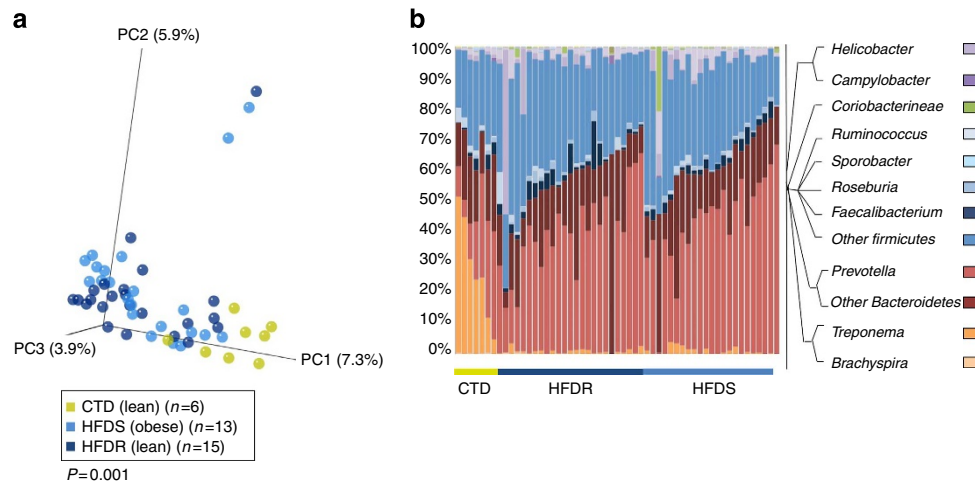 a
PC2 (5.9%)
PC3 (3.9%)
PC1 (7.3%)
CTD (lean) (n=6)
HFDS (obese) (n=13)
HFDR (lean) (n=15)
P=0.001
b
100%
90%
80%
70%
60%
50%
40%
30%
20%
10%
0%
CTD
HFDR
HFDS
Helicobacter
Campylobacter
Coriobacterineae
Ruminococcus
Sporobacter
Roseburia
Faecalibacterium
Other firmicutes
Prevotella
Other Bacteroidetes
Treponema
Brachyspira